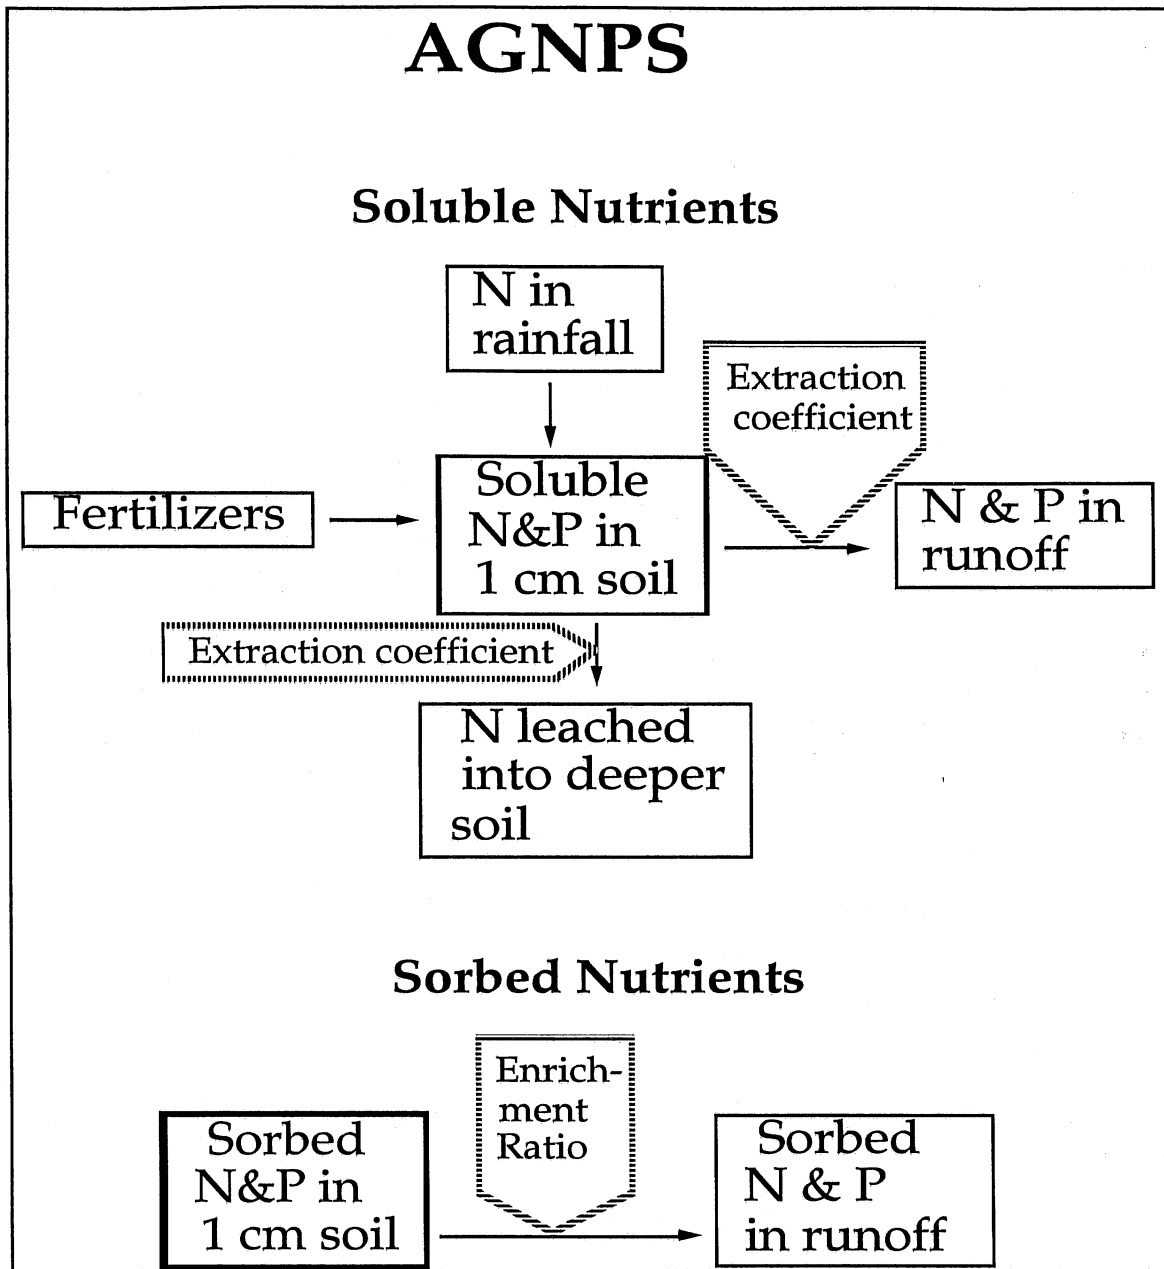 AGNPS
Soluble Nutrients
N in
rainfall
Extraction
coefficient
Fertilizers
Soluble
N&P in
1 cm soil
N & P in
runoff
Extraction coefficient
N leached
into deeper
soil
Sorbed Nutrients
Enrich-
ment
Ratio
Sorbed
N&P in
1 cm soil
Sorbed
N & P
in runoff